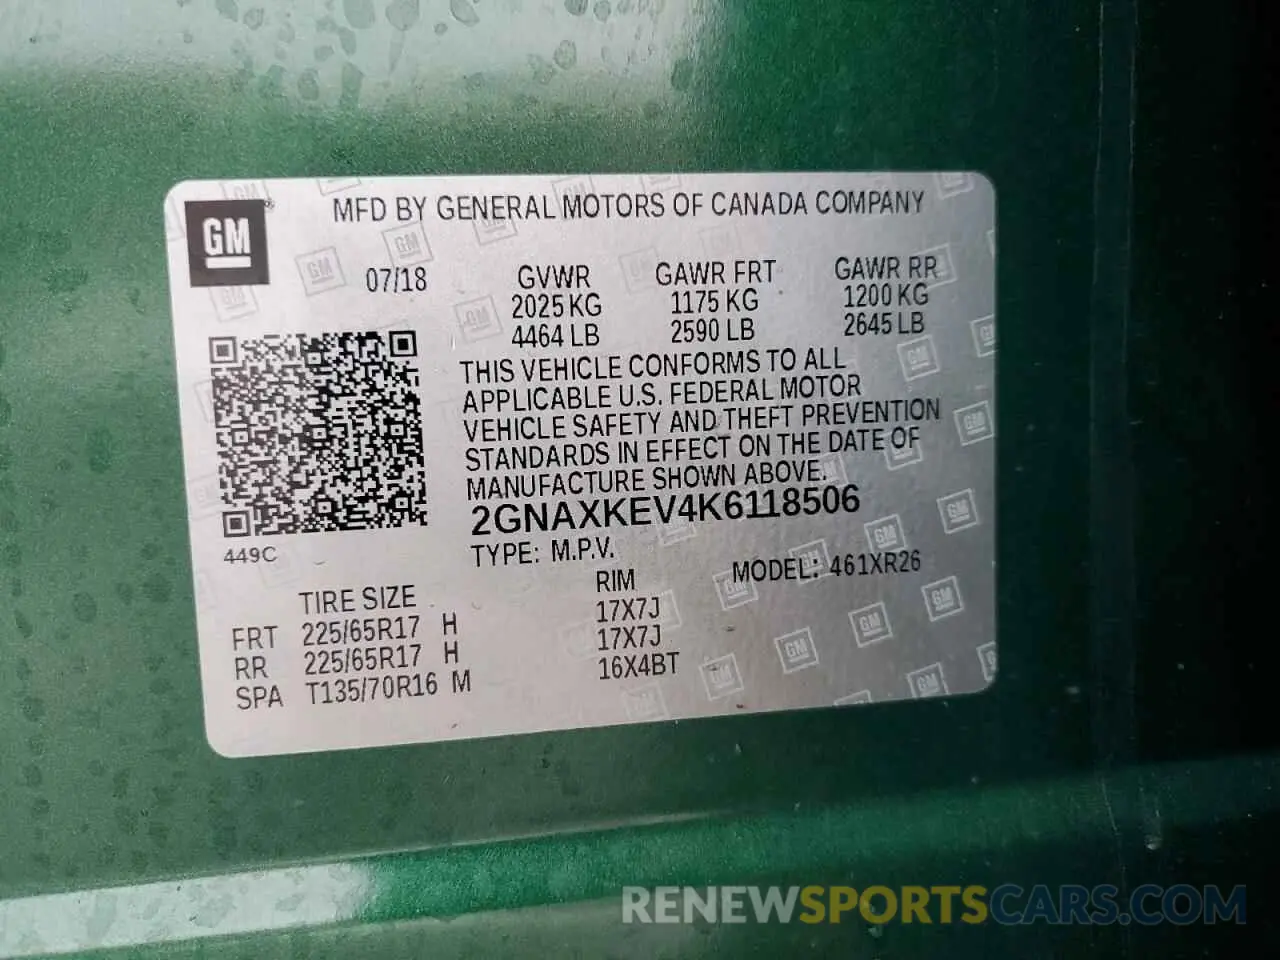 GM®
MFD BY GENERAL MOTORS OF CANADA COMPANY
07/18 GVWR GAWR FRT GAWR RR
2025 KG 1175 KG 1200 KG
4464 LB 2590 LB 2645 LB
THIS VEHICLE CONFORMS TO ALL
APPLICABLE U.S. FEDERAL MOTOR
VEHICLE SAFETY AND THEFT PREVENTION
STANDARDS IN EFFECT ON THE DATE OF
MANUFACTURE SHOWN ABOVE.
2GNAXKEV4K6118506
449C
TYPE: M.P.V. MODEL: 461XR26
TIRE SIZE RIM
FRT 225/65R17 H 17X7J
RR 225/65R17 H 17X7J
SPA T135/70R16 M 16X4BT
RENEWSPORTSCARS.COM